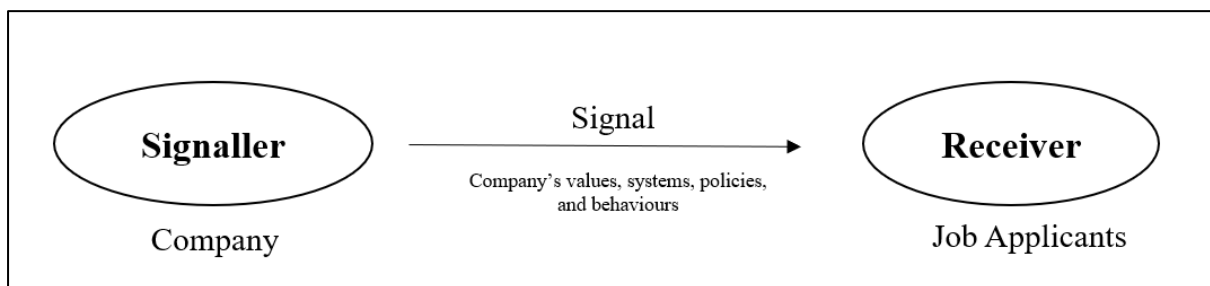 Signal
Signaller
Receiver
Company’s values, systems, policies,
and behaviours
Company
Job Applicants